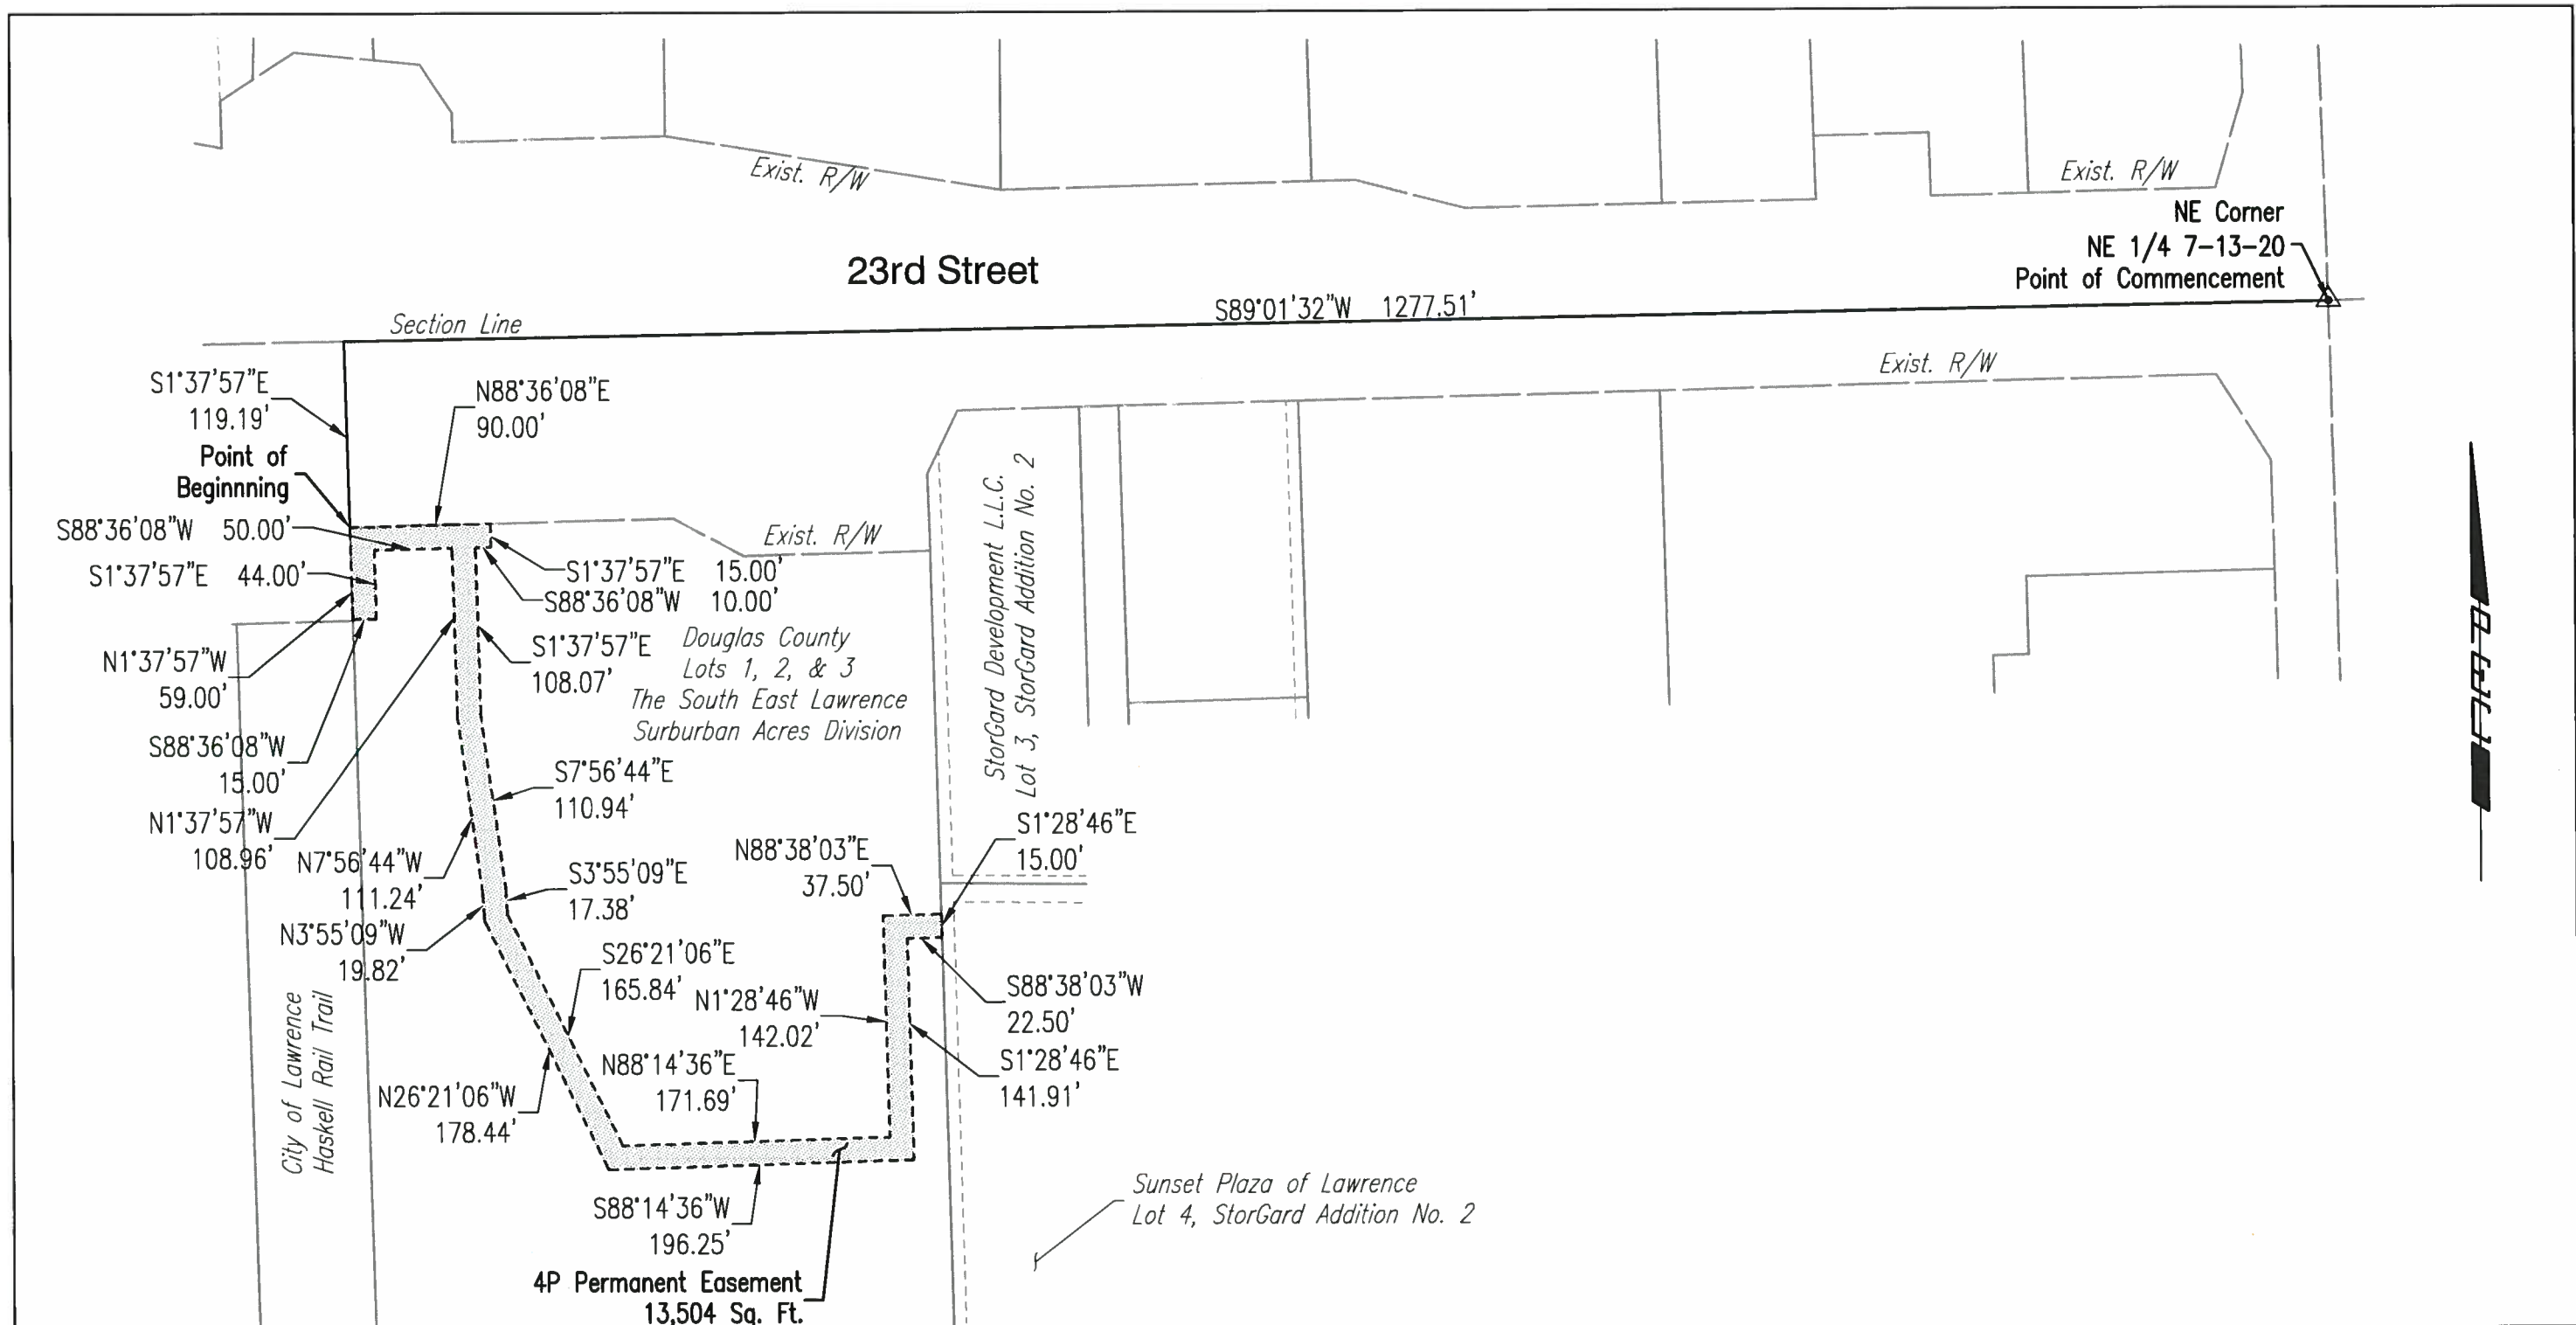 Exist. R/W
Exist. R/W
NE Corner
NE 1/4 7-13-20
Point of Commencement
23rd Street
S89°01'32"W 1277.51'
Section Line
Exist. R/W
S1°37'57"E
119.19'
N88°36'08"E
90.00'
Point of
Beginnning
S88°36'08"W 50.00'
Exist. R/W
S1°37'57"E 44.00'
S1°37'57"E 15.00'
S88°36'08"W 10.00'
StorGard Development L.L.C.
Lot 3, StorGard Addition No. 2
N1°37'57"W
59.00'
S1°37'57"E
108.07'
Douglas County
Lots 1, 2, & 3
The South East Lawrence
Surburban Acres Division
S88°36'08"W
15.00'
S7°56'44"E
110.94'
N1°37'57"W
108.96'
N7°56'44"W
111.24'
S3°55'09"E
17.38'
N88°38'03"E
37.50'
S1°28'46"E
15.00'
N3°55'09"W
19.82'
S26°21'06"E
165.84'
N1°28'46"W
142.02'
S88°38'03"W
22.50'
City of Lawrence
Haskell Rail Trail
N88°14'36"E
171.69'
S1°28'46"E
141.91'
N26°21'06"W
178.44'
S88°14'36"W
196.25'
Sunset Plaza of Lawrence
Lot 4, StorGard Addition No. 2
4P Permanent Easement
13,504 Sq. Ft.